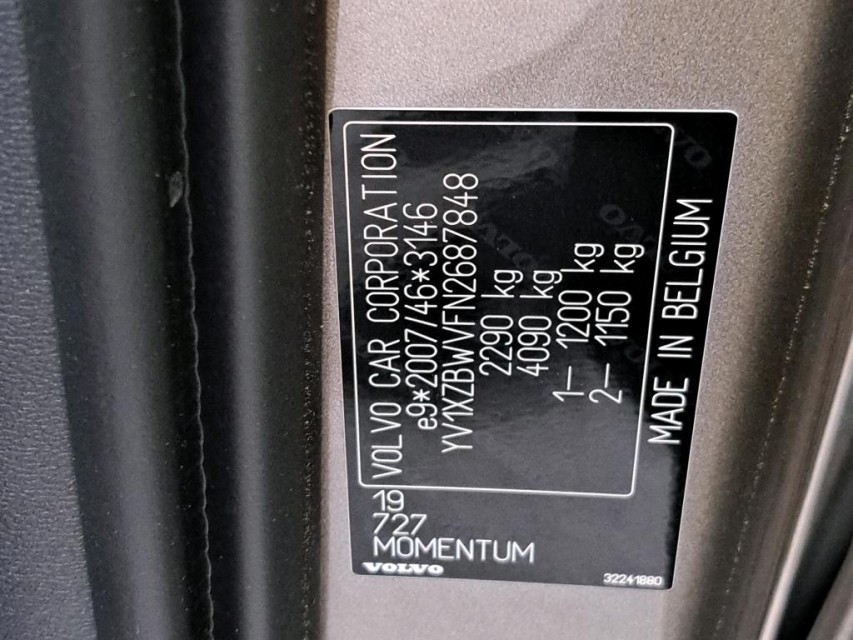 VOLVO CAR CORPORATION
e9*2007/46*3146
YV1XZBWVFN2687848
2290 kg
4090 kg
1– 1200 kg
2– 1150 kg
MADE IN BELGIUM
19
727
MOMENTUM
VOLVO
32241880